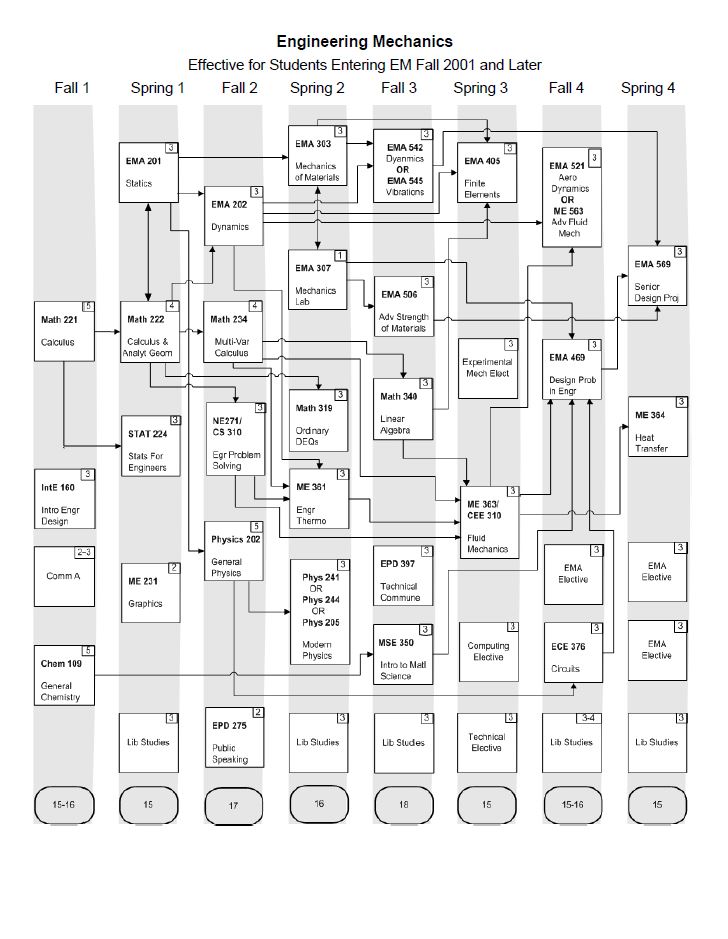 Engineering Mechanics
Effective for Students Entering EM Fall 2001 and Later
Fall 1
Spring 1
Fall 2
Spring 2
Fall 3
Spring 3
Fall 4
Spring 4
5
Math 221
Calculus
3
IntE 160
Intro Engr
Design
2-3
Comm A
5
Chem 109
General
Chemistry
15-16
3
EMA 201
Statics
4
Math 222
Calculus &
Analyt Geom
3
STAT 224
Stats For
Engineers
2
ME 231
Graphics
3
Lib Studies
15
3
EMA 202
Dynamics
4
Math 234
Multi-Var
Calculus
3
NE271/
CS 310
Egr Problem
Solving
5
Physics 202
General
Physics
2
EPD 275
Public
Speaking
17
3
EMA 303
Mechanics
of Materials
1
EMA 307
Mechanics
Lab
3
Math 319
Ordinary
DEQs
3
ME 361
Engr
Thermo
3
Phys 241
OR
Phys 244
OR
Phys 205
Modern
Physics
3
Lib Studies
16
3
EMA 542
Dyanmics
OR
EMA 545
Vibrations
3
EMA 506
Adv Strength
of Materials
3
Math 340
Linear
Algebra
3
EPD 397
Technical
Commune
3
MSE 350
Intro to Matl
Science
3
Lib Studies
18
3
EMA 405
Finite
Elements
3
Experimental
Mech Elect
3
ME 363/
CEE 310
Fluid
Mechanics
3
Computing
Elective
3
Technical
Elective
15
3
EMA 521
Aero
Dynamics
OR
ME 563
Adv Fluid
Mech
3
EMA 469
Design Prob
in Engr
3
EMA
Elective
3
ECE 376
Circuits
3-4
Lib Studies
15-16
3
EMA 569
Senior
Design Proj
3
ME 364
Heat
Transfer
3
EMA
Elective
3
EMA
Elective
3
Lib Studies
15